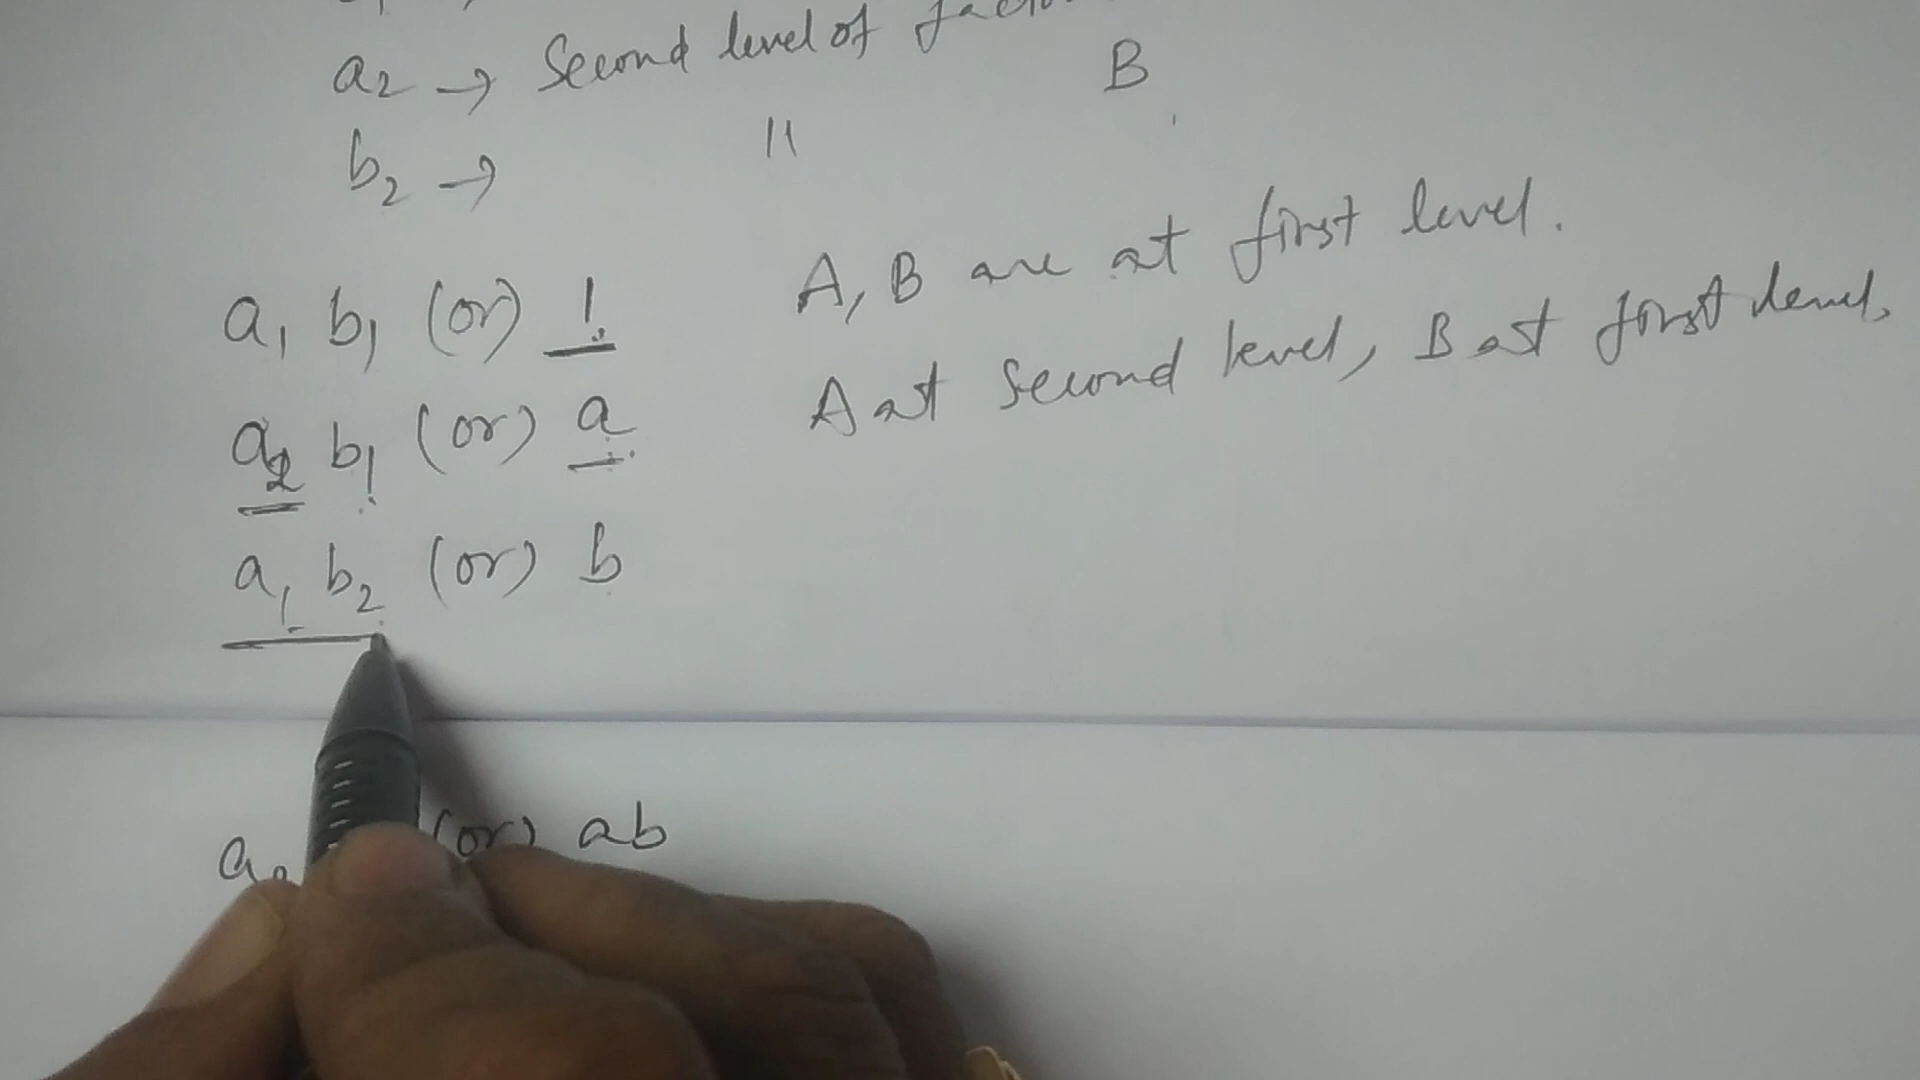 a2 → Second level of
B
b2 → "
a1 b1 (or) 1 A, B are at first level.
a2 b1 (or) a A at Second level, B at first level,
a1 b2 (or) b
(or) ab